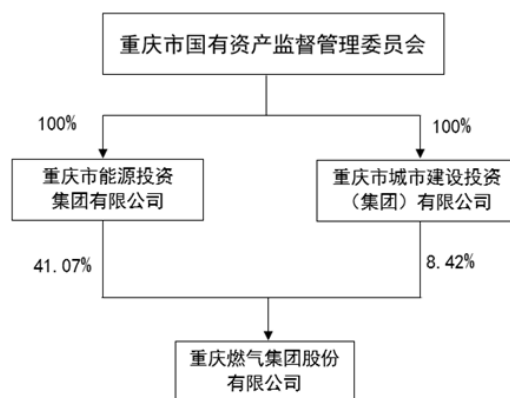 重庆市国有资产监督管理委员会
100%
100%
重庆市能源投资
集团有限公司
重庆市城市建设投资
（集团）有限公司
41.07%
8.42%
重庆燃气集团股份
有限公司